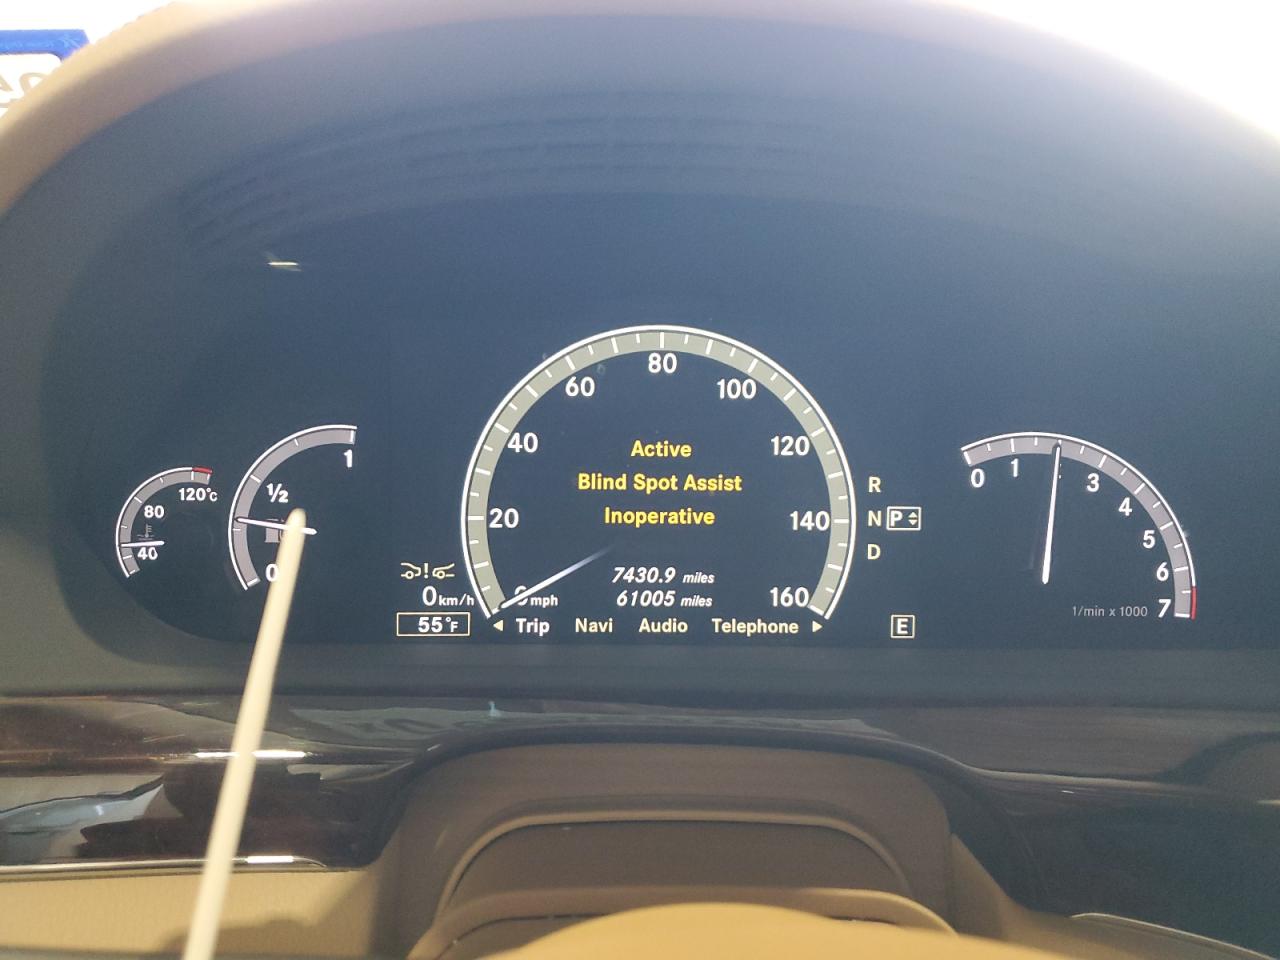 120°C
80
40
1
1/2
0
0 km/h
55°F
0 mph
20
40
60
80
100
120
140
160
Active
Blind Spot Assist
Inoperative
7430.9 miles
61005 miles
Trip Navi Audio Telephone
R
N P
D
E
0
1
3
4
5
6
7
1/min x 1000